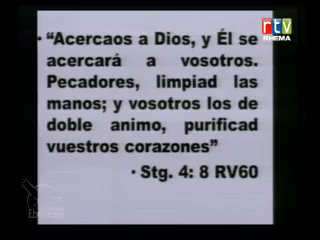 rtv
RHEMA
• “Acercaos a Dios, y Él se
acercará a vosotros.
Pecadores, limpiad las
manos; y vosotros los de
doble animo, purificad
vuestros corazones”
• Stg. 4: 8 RV60